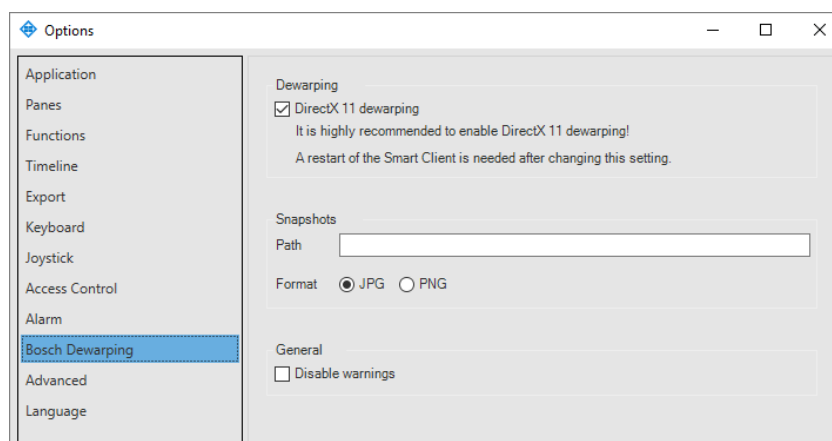 Options
Application
Panes
Functions
Timeline
Export
Keyboard
Joystick
Access Control
Alarm
Bosch Dewarping
Advanced
Language
Dewarping
DirectX 11 dewarping
It is highly recommended to enable DirectX 11 dewarping!
A restart of the Smart Client is needed after changing this setting.
Snapshots
Path
Format JPG PNG
General
Disable warnings